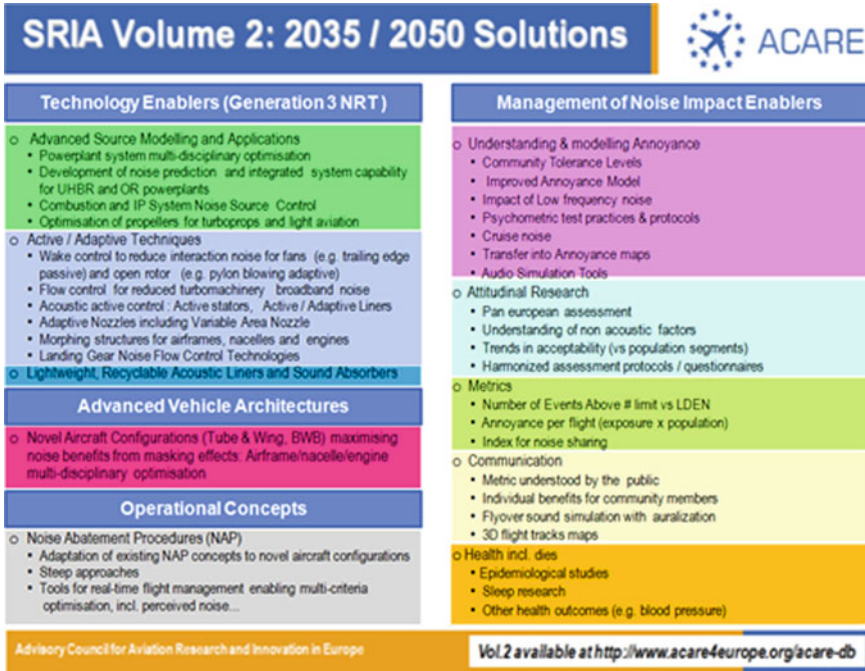 SRIA Volume 2: 2035 / 2050 Solutions
ACARE
Technology Enablers (Generation 3 NRT )
o Advanced Source Modelling and Applications
• Powerplant system multi-disciplinary optimisation
• Development of noise prediction and integrated system capability
for UHBR and OR powerplants
• Combustion and IP System Noise Source Control
• Optimisation of propellers for turboprops and light aviation
o Active / Adaptive Techniques
• Wake control to reduce interaction noise for fans (e.g. trailing edge
passive) and open rotor (e.g. pylon blowing adaptive)
• Flow control for reduced turbomachinery broadband noise
• Acoustic active control : Active stators, Active / Adaptive Liners
• Adaptive Nozzles including Variable Area Nozzle
• Morphing structures for airframes, nacelles and engines
• Landing Gear Noise Flow Control Technologies
o Lightweight, Recyclable Acoustic Liners and Sound Absorbers
Advanced Vehicle Architectures
o Novel Aircraft Configurations (Tube & Wing, BWB) maximising
noise benefits from masking effects: Airframe/nacelle/engine
multi-disciplinary optimisation
Operational Concepts
o Noise Abatement Procedures (NAP)
• Adaptation of existing NAP concepts to novel aircraft configurations
• Steep approaches
• Tools for real-time flight management enabling multi-criteria
optimisation, incl. perceived noise...
Management of Noise Impact Enablers
o Understanding & modelling Annoyance
• Community Tolerance Levels
• Improved Annoyance Model
• Impact of Low frequency noise
• Psychometric test practices & protocols
• Cruise noise
• Transfer into Annoyance maps
• Audio Simulation Tools
o Attitudinal Research
• Pan european assessment
• Understanding of non acoustic factors
• Trends in acceptability (vs population segments)
• Harmonized assessment protocols / questionnaires
o Metrics
• Number of Events Above # limit vs LDEN
• Annoyance per flight (exposure x population)
• Index for noise sharing
o Communication
• Metric understood by the public
• Individual benefits for community members
• Flyover sound simulation with auralization
• 3D flight tracks maps
o Health incl. dies
• Epidemiological studies
• Sleep research
• Other health outcomes (e.g. blood pressure)
Advisory Council for Aviation Research and Innovation in Europe
Vol.2 available at http://www.acare4europe.org/acare-db